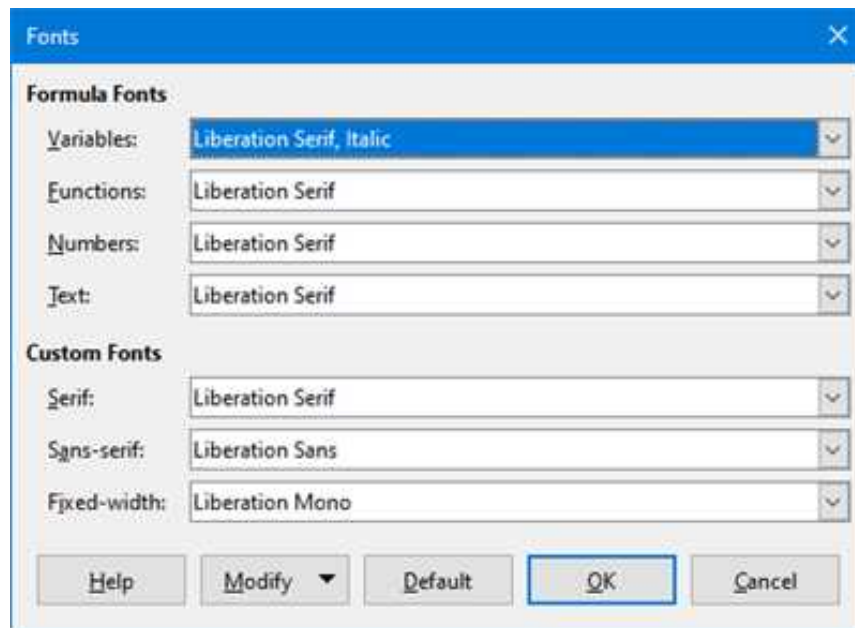 Fonts
Formula Fonts
Variables: Liberation Serif, Italic
Functions: Liberation Serif
Numbers: Liberation Serif
Text: Liberation Serif
Custom Fonts
Serif: Liberation Serif
Sans-serif: Liberation Sans
Fixed-width: Liberation Mono
Help Modify Default OK Cancel